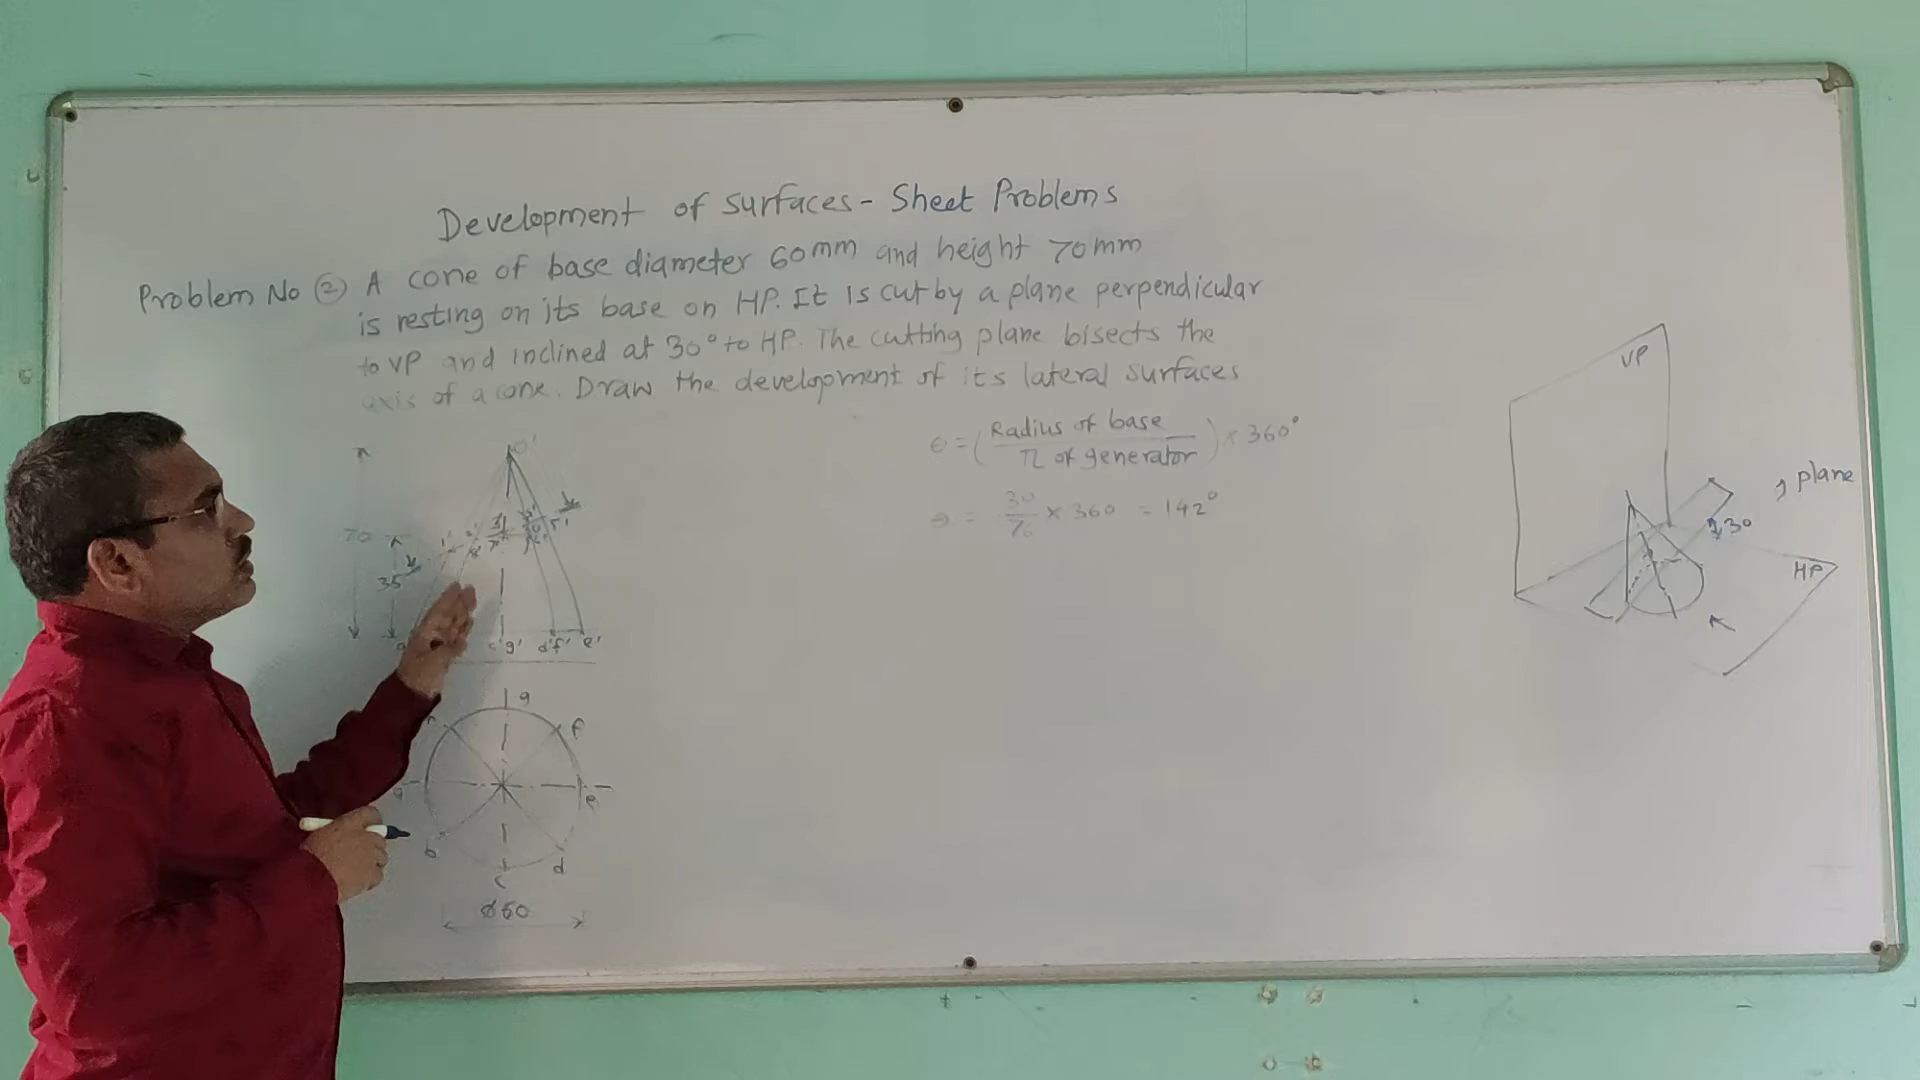 Development of surfaces - Sheet Problems
Problem No ② A cone of base diameter 60mm and height 70mm
is resting on its base on HP. It is cut by a plane perpendicular
to VP and inclined at 30° to HP. The cutting plane bisects the
axis of a cone. Draw the development of its lateral surfaces
θ = (Radius of base / TL of generator) × 360°
θ = 30/70 × 360 = 142°
o'
70
35
1'
5'
c'g' d'f' e'
g
f
e
b
c
d
ø60
VP
plane
30
HP